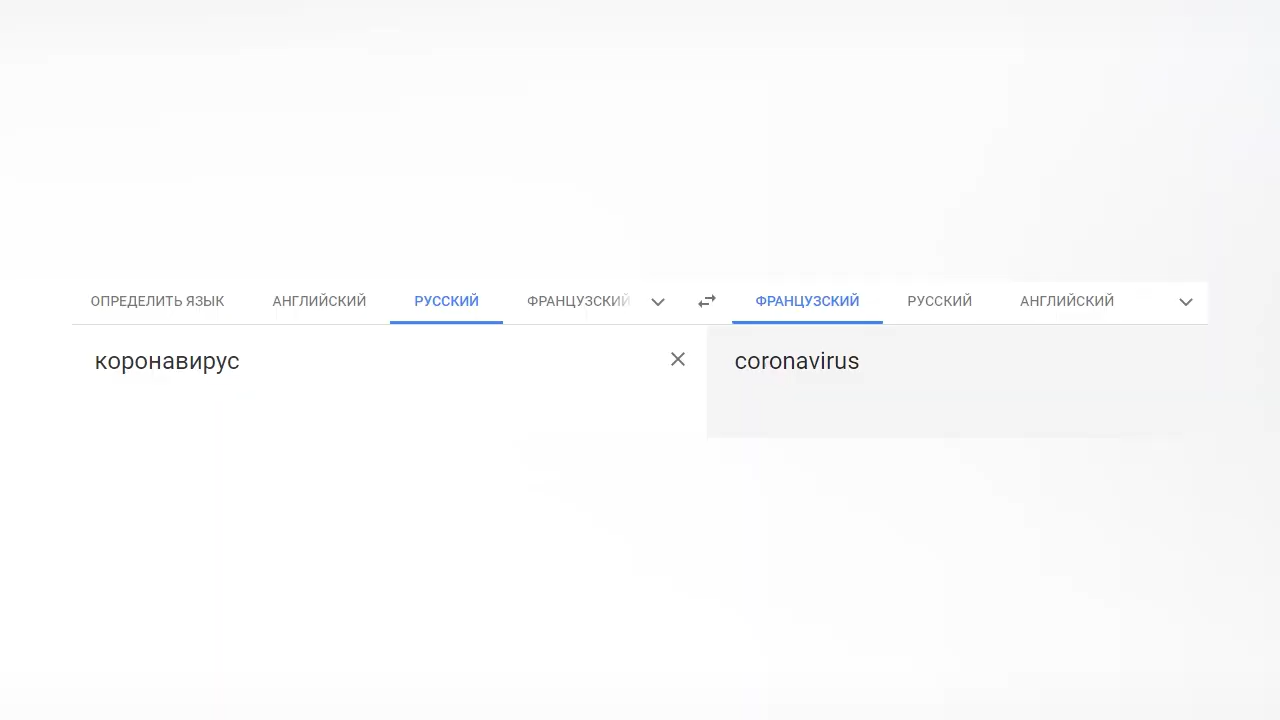 ОПРЕДЕЛИТЬ ЯЗЫК АНГЛИЙСКИЙ РУССКИЙ ФРАНЦУЗСКИЙ ФРАНЦУЗСКИЙ РУССКИЙ АНГЛИЙСКИЙ
коронавирус
coronavirus